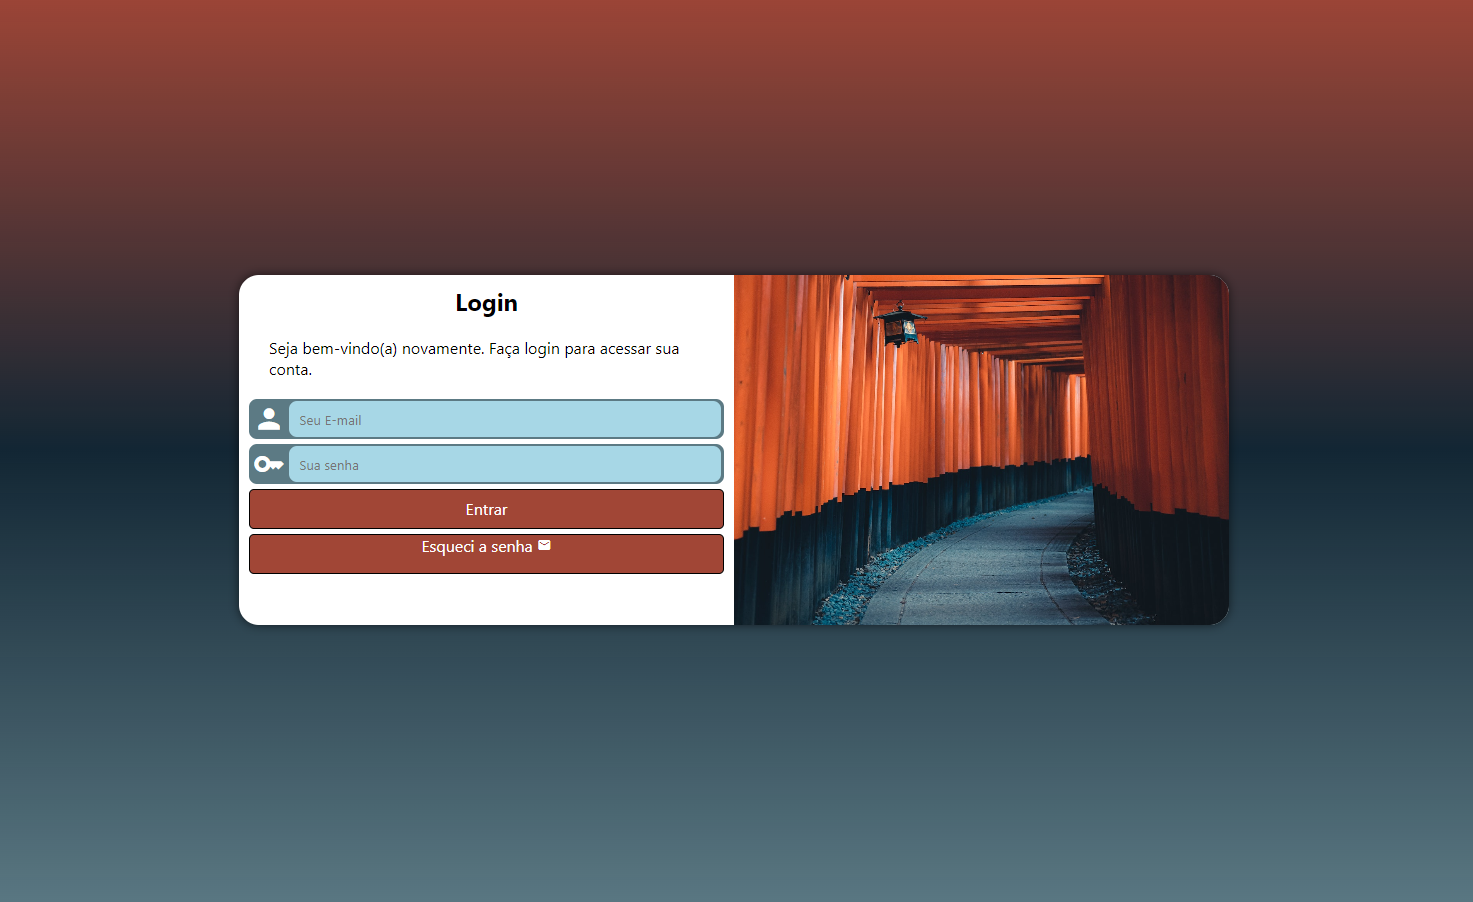 Login
Seja bem-vindo(a) novamente. Faça login para acessar sua
conta.
Seu E-mail
Sua senha
Entrar
Esqueci a senha